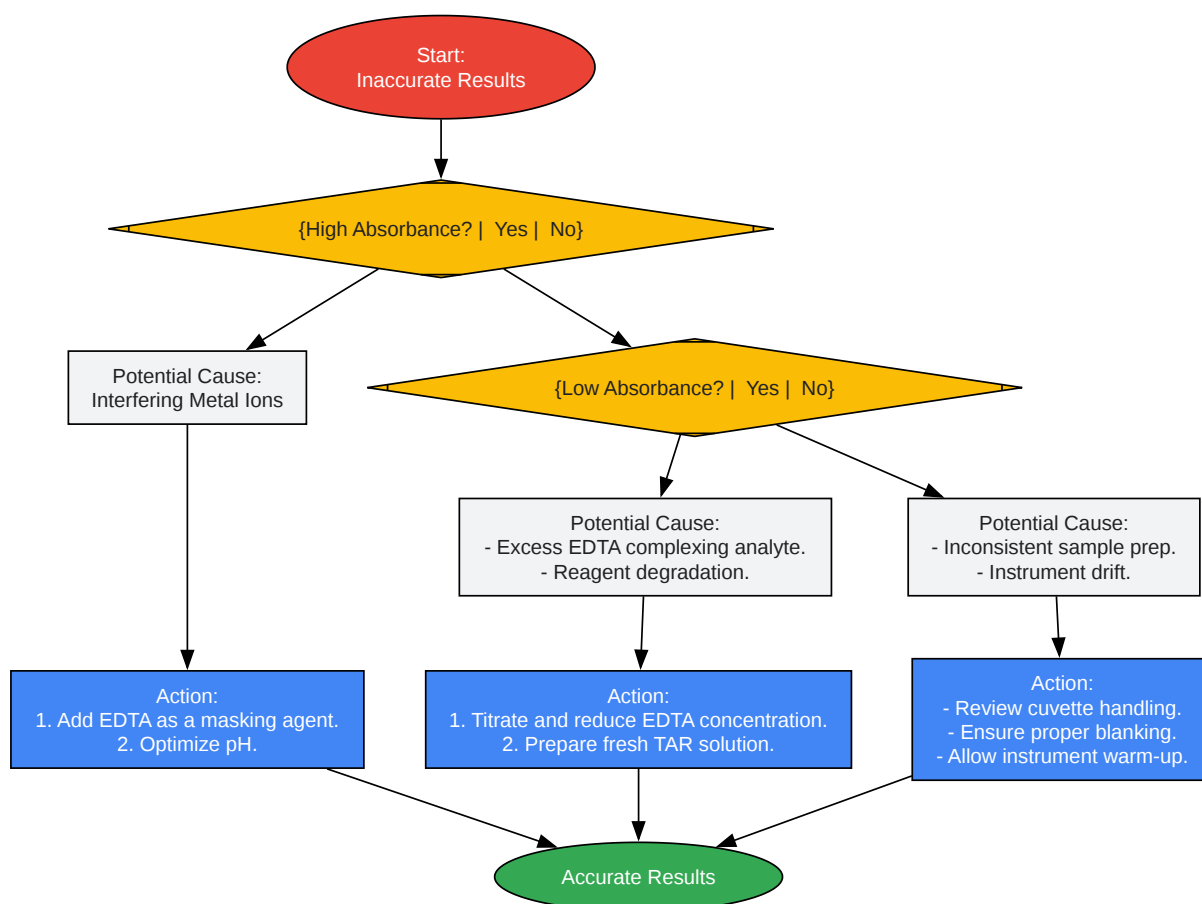 Start:
Inaccurate Results
{High Absorbance? | Yes | No}
Potential Cause:
Interfering Metal Ions
{Low Absorbance? | Yes | No}
Potential Cause:
- Excess EDTA complexing analyte.
- Reagent degradation.
Potential Cause:
- Inconsistent sample prep.
- Instrument drift.
Action:
1. Add EDTA as a masking agent.
2. Optimize pH.
Action:
1. Titrate and reduce EDTA concentration.
2. Prepare fresh TAR solution.
Action:
- Review cuvette handling.
- Ensure proper blanking.
- Allow instrument warm-up.
Accurate Results